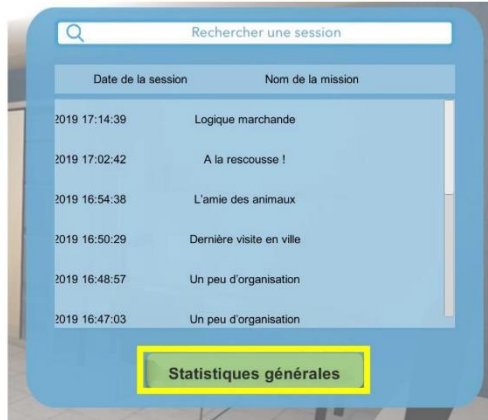 Rechercher une session
Date de la session Nom de la mission
2019 17:14:39 Logique marchande
2019 17:02:42 A la rescousse !
2019 16:54:38 L'amie des animaux
2019 16:50:29 Dernière visite en ville
2019 16:48:57 Un peu d'organisation
2019 16:47:03 Un peu d'organisation
Statistiques générales